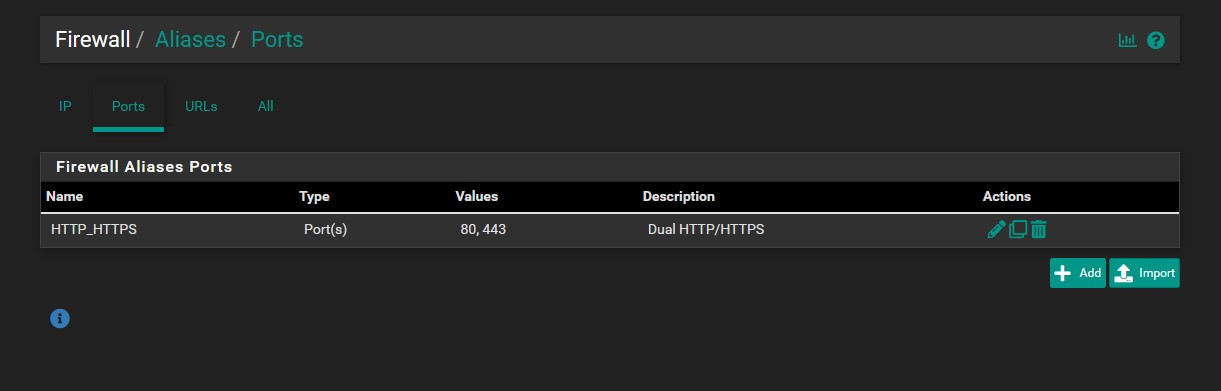 Firewall / Aliases / Ports
IP Ports URLs All
Firewall Aliases Ports
Name Type Values Description Actions
HTTP_HTTPS Port(s) 80, 443 Dual HTTP/HTTPS
Add Import